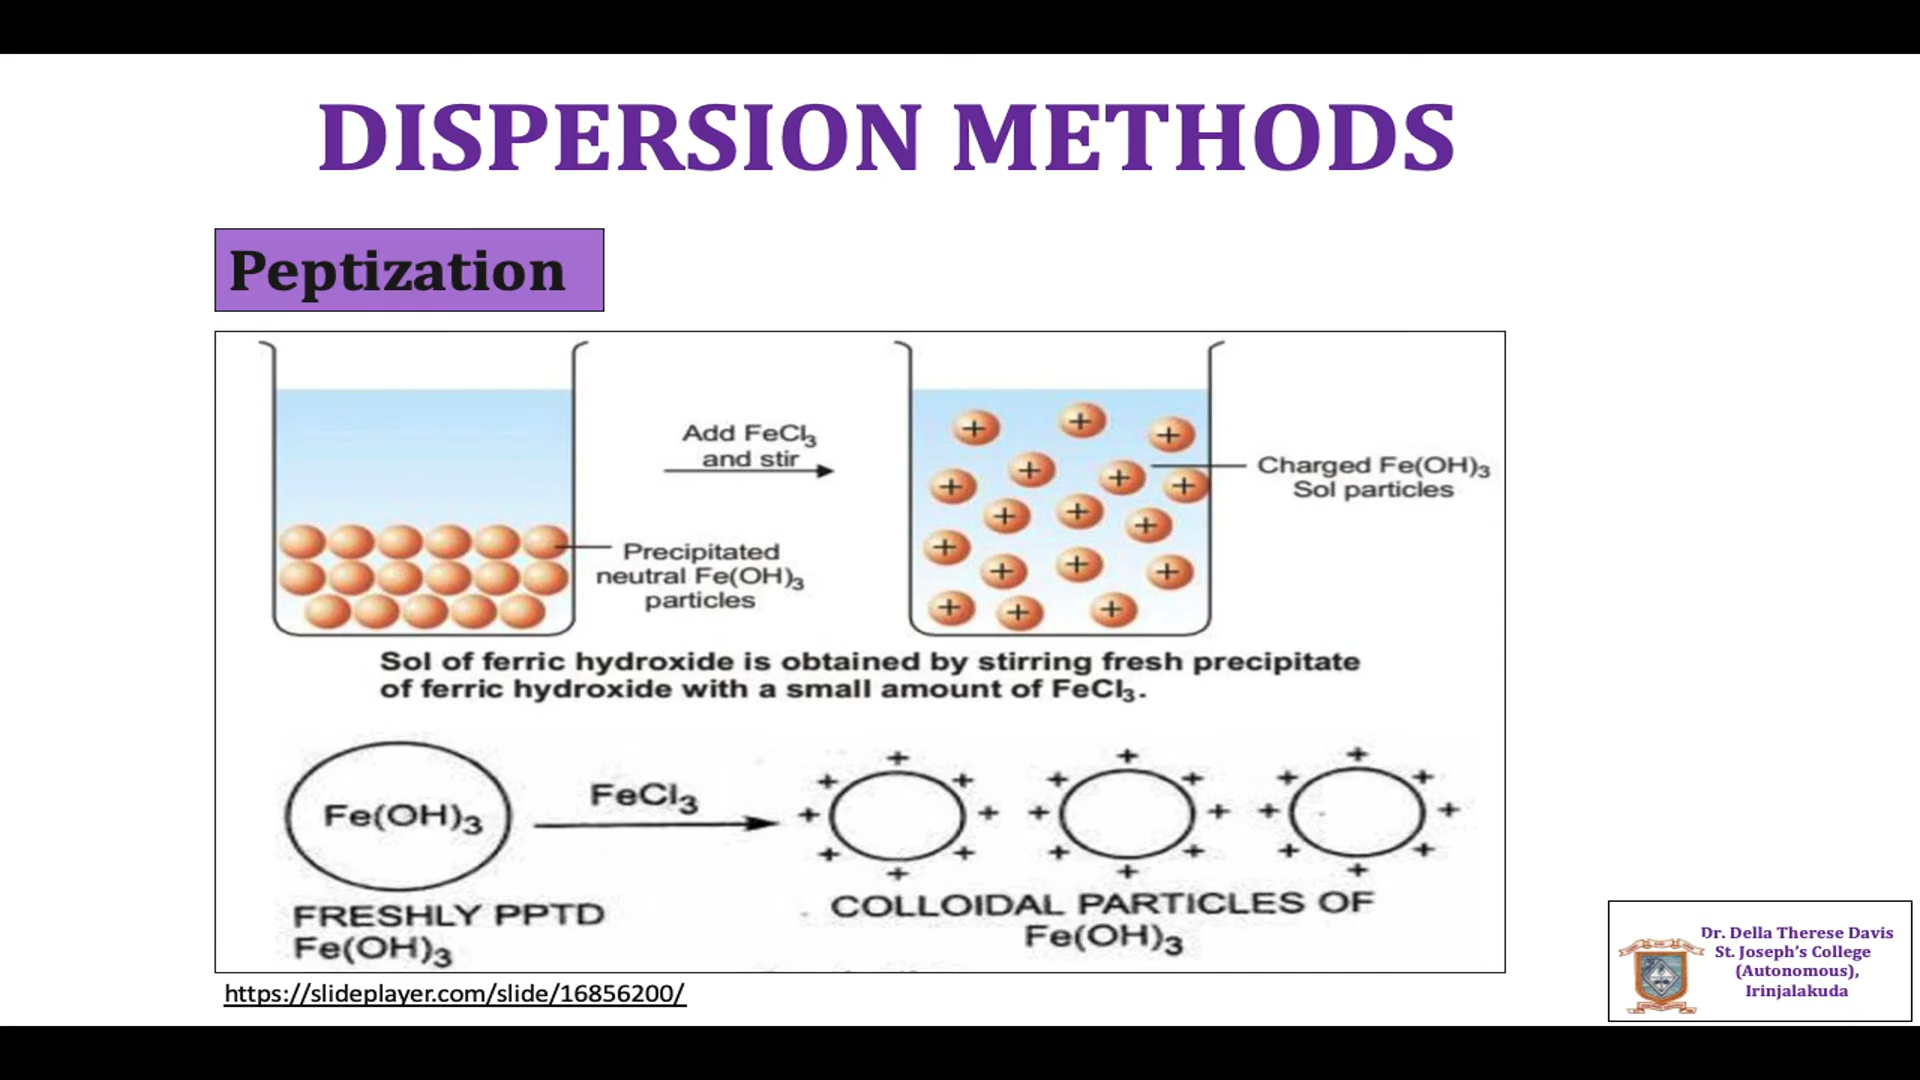 DISPERSION METHODS
Peptization
Add FeCl₃
and stir
Charged Fe(OH)₃
Sol particles
Precipitated
neutral Fe(OH)₃
particles
Sol of ferric hydroxide is obtained by stirring fresh precipitate
of ferric hydroxide with a small amount of FeCl₃.
Fe(OH)₃
FeCl₃
FRESHLY PPTD
Fe(OH)₃
COLLOIDAL PARTICLES OF
Fe(OH)₃
https://slideplayer.com/slide/16856200/
Dr. Della Therese Davis
St. Joseph's College
(Autonomous),
Irinjalakuda